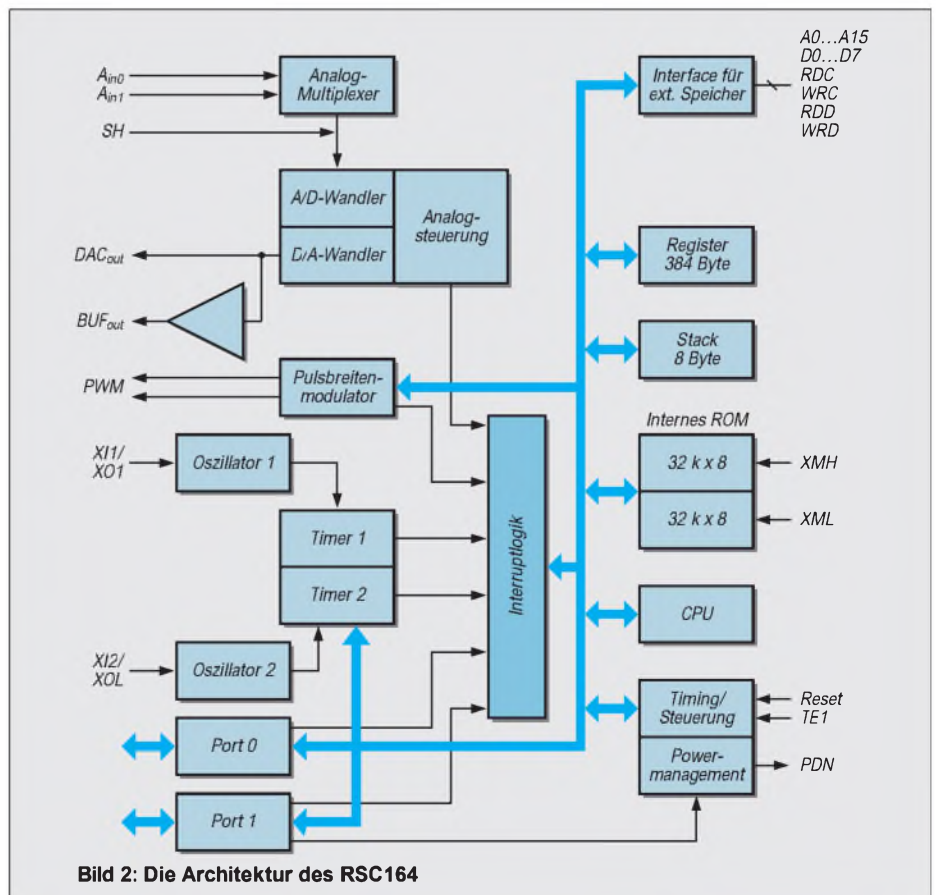 A0...A15
D0...D7
RDC
WRC
RDD
WRD
Ain0
Ain1
Analog-
Multiplexer
Interface für
ext. Speicher
SH
A/D-Wandler
D/A-Wandler
Analog-
steuerung
DACout
BUFout
Register
384 Byte
Stack
8 Byte
PWM
Pulsbreiten-
modulator
Internes ROM
32 k x 8
XMH
32 k x 8
XML
XI1/
XO1
Oszillator 1
Timer 1
Timer 2
Interruptlogik
CPU
XI2/
XOL
Oszillator 2
Timing/
Steuerung
Reset
TE1
Power-
management
PDN
Port 0
Port 1
Bild 2: Die Architektur des RSC164